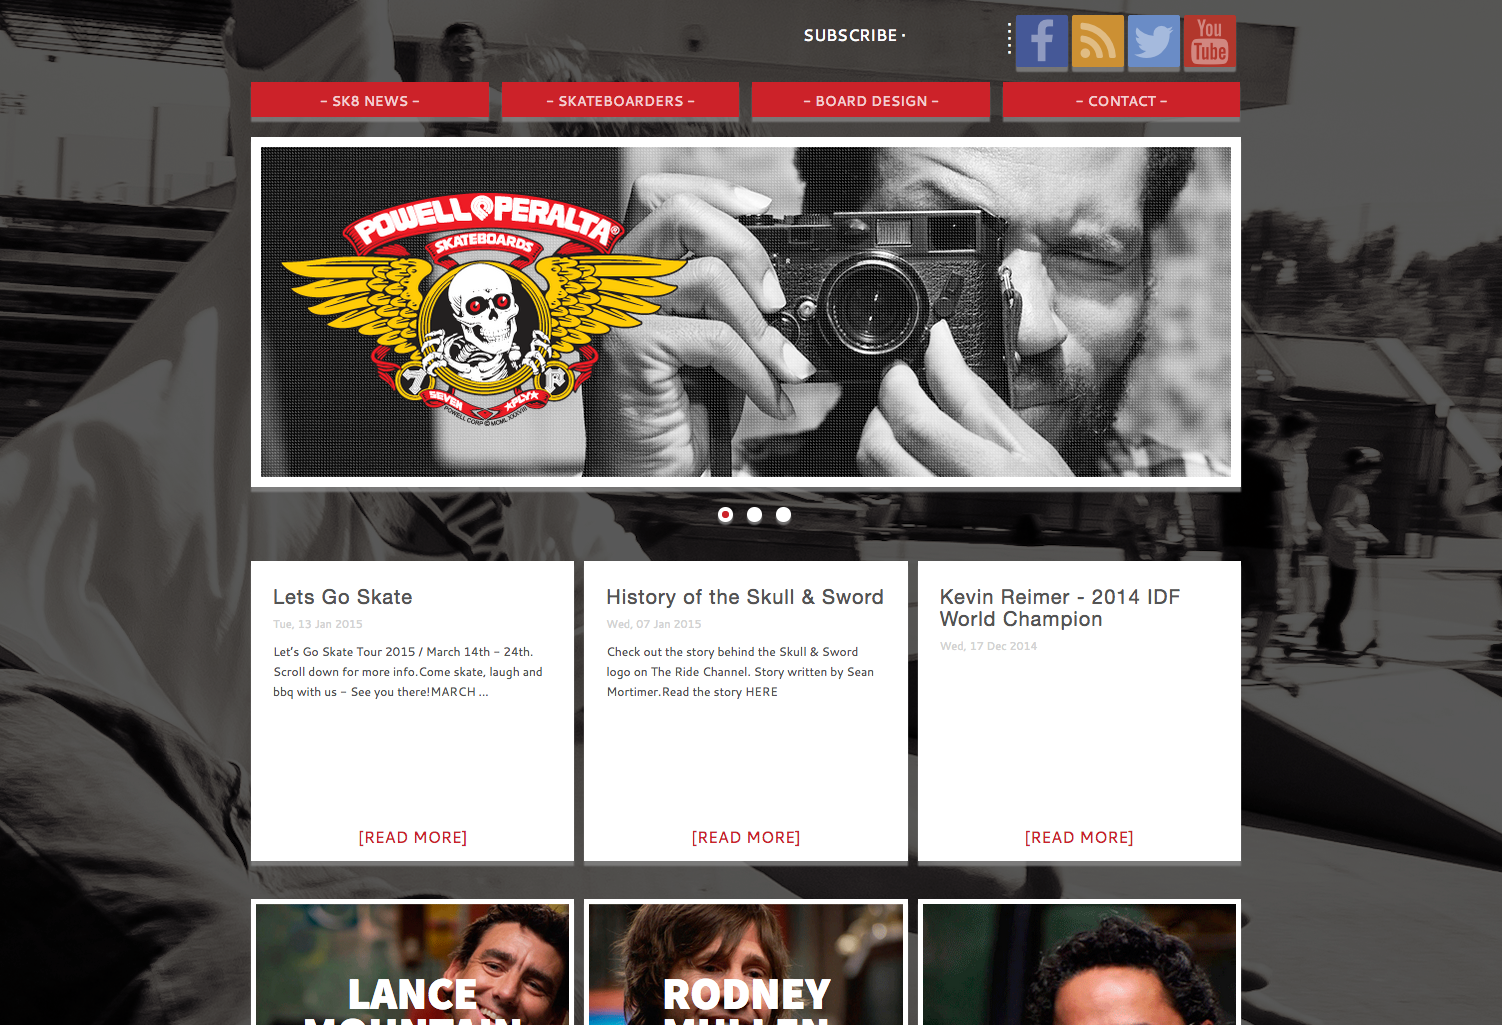 SUBSCRIBE ·
You
Tube
– SK8 NEWS –
– SKATEBOARDERS –
– BOARD DESIGN –
– CONTACT –
POWELL PERALTA®
SKATEBOARDS
7 P
SEVEN ★PLY★
POWELL CORP © MCMLXXXVIII
Lets Go Skate
Tue, 13 Jan 2015
Let's Go Skate Tour 2015 / March 14th – 24th.
Scroll down for more info.Come skate, laugh and
bbq with us – See you there!MARCH ...
[READ MORE]
History of the Skull & Sword
Wed, 07 Jan 2015
Check out the story behind the Skull & Sword
logo on The Ride Channel. Story written by Sean
Mortimer.Read the story HERE
[READ MORE]
Kevin Reimer - 2014 IDF
World Champion
Wed, 17 Dec 2014
[READ MORE]
LANCE
MOUNTAIN
RODNEY
MULLEN